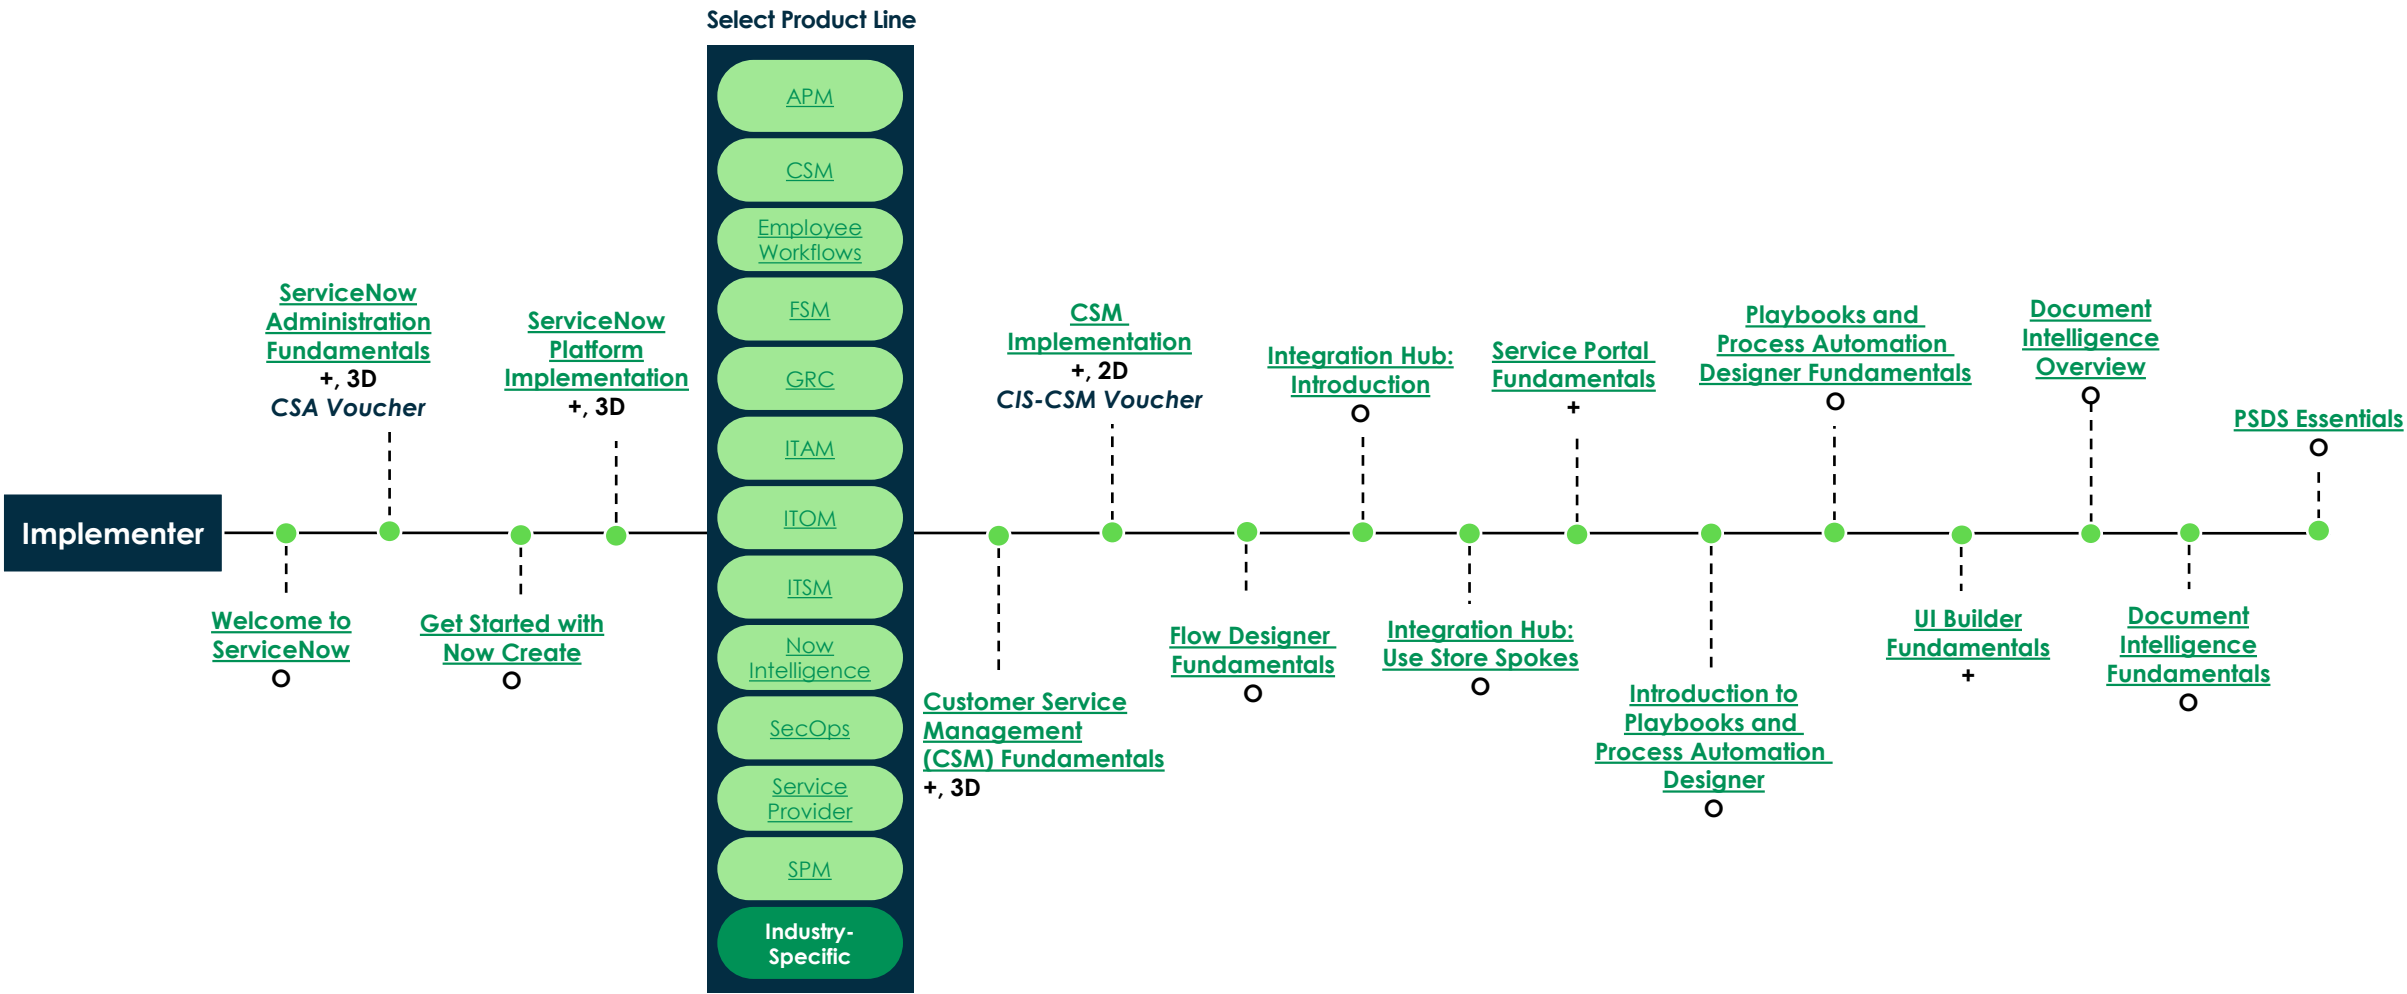 Select Product Line
APM
CSM
Employee
Workflows
FSM
GRC
ITAM
ITOM
ITSM
Now
Intelligence
SecOps
Service
Provider
SPM
Industry-
Specific
Implementer
Welcome to
ServiceNow
O
ServiceNow
Administration
Fundamentals
+, 3D
CSA Voucher
Get Started with
Now Create
O
ServiceNow
Platform
Implementation
+, 3D
Customer Service
Management
(CSM) Fundamentals
+, 3D
CSM
Implementation
+, 2D
CIS-CSM Voucher
Flow Designer
Fundamentals
O
Integration Hub:
Introduction
O
Integration Hub:
Use Store Spokes
O
Service Portal
Fundamentals
+
Introduction to
Playbooks and
Process Automation
Designer
O
Playbooks and
Process Automation
Designer Fundamentals
O
UI Builder
Fundamentals
+
Document
Intelligence
Overview
O
Document
Intelligence
Fundamentals
O
PSDS Essentials
O